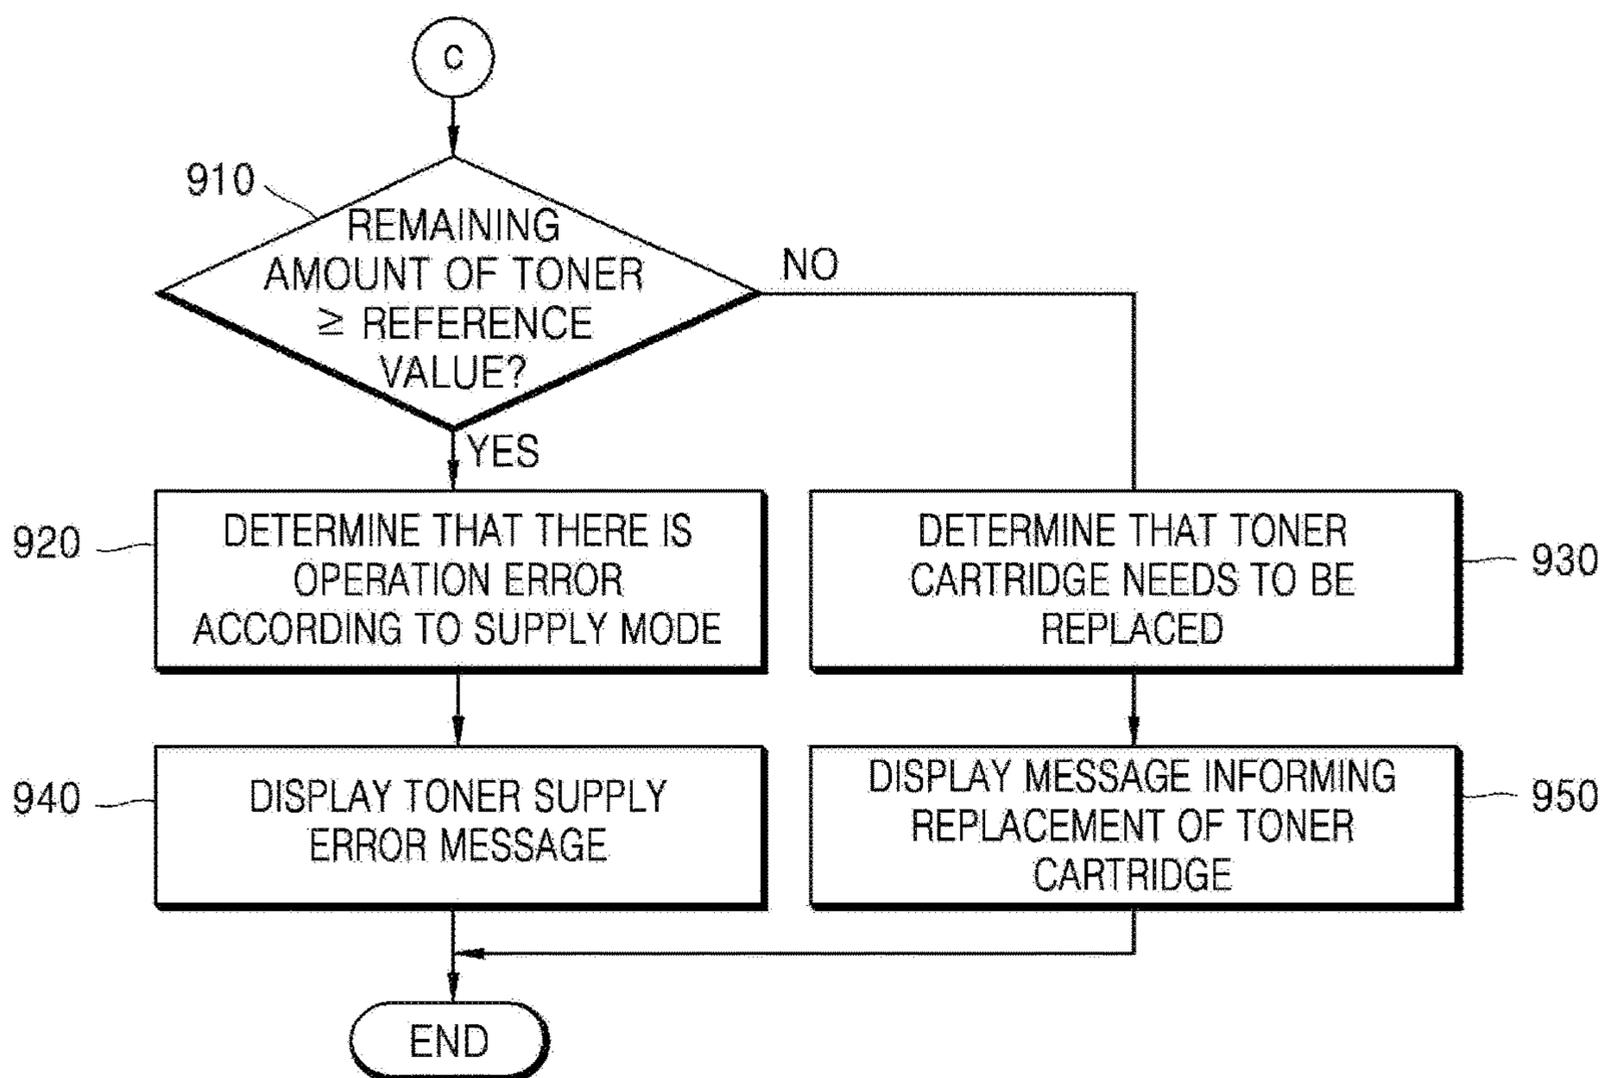 C
910
REMAINING
AMOUNT OF TONER
≥ REFERENCE
VALUE?
NO
YES
920
DETERMINE THAT THERE IS
OPERATION ERROR
ACCORDING TO SUPPLY MODE
DETERMINE THAT TONER
CARTRIDGE NEEDS TO BE
REPLACED
930
940
DISPLAY TONER SUPPLY
ERROR MESSAGE
DISPLAY MESSAGE INFORMING
REPLACEMENT OF TONER
CARTRIDGE
950
END